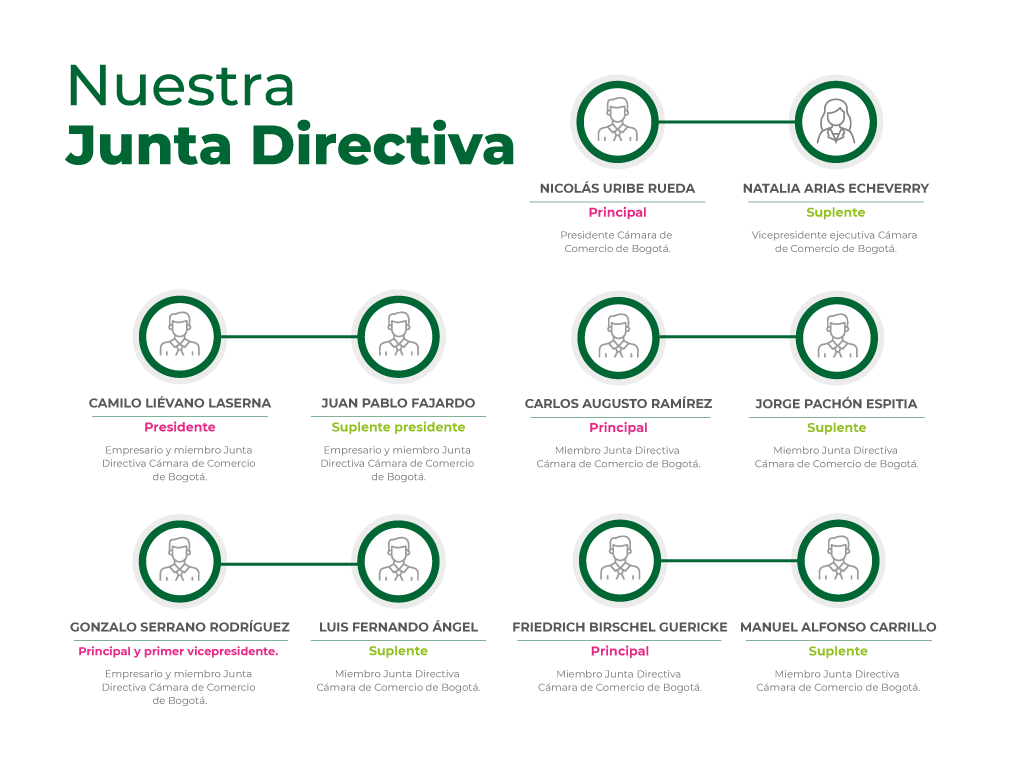 Nuestra
Junta Directiva
NICOLÁS URIBE RUEDA
Principal
Presidente Cámara de
Comercio de Bogotá.
NATALIA ARIAS ECHEVERRY
Suplente
Vicepresidente ejecutiva Cámara
de Comercio de Bogotá.
CAMILO LIÉVANO LASERNA
Presidente
Empresario y miembro Junta
Directiva Cámara de Comercio
de Bogotá.
JUAN PABLO FAJARDO
Suplente presidente
Empresario y miembro Junta
Directiva Cámara de Comercio
de Bogotá.
CARLOS AUGUSTO RAMÍREZ
Principal
Miembro Junta Directiva
Cámara de Comercio de Bogotá.
JORGE PACHÓN ESPITIA
Suplente
Miembro Junta Directiva
Cámara de Comercio de Bogotá.
GONZALO SERRANO RODRÍGUEZ
Principal y primer vicepresidente.
Empresario y miembro Junta
Directiva Cámara de Comercio
de Bogotá.
LUIS FERNANDO ÁNGEL
Suplente
Miembro Junta Directiva
Cámara de Comercio de Bogotá.
FRIEDRICH BIRSCHEL GUERICKE
Principal
Miembro Junta Directiva
Cámara de Comercio de Bogotá.
MANUEL ALFONSO CARRILLO
Suplente
Miembro Junta Directiva
Cámara de Comercio de Bogotá.